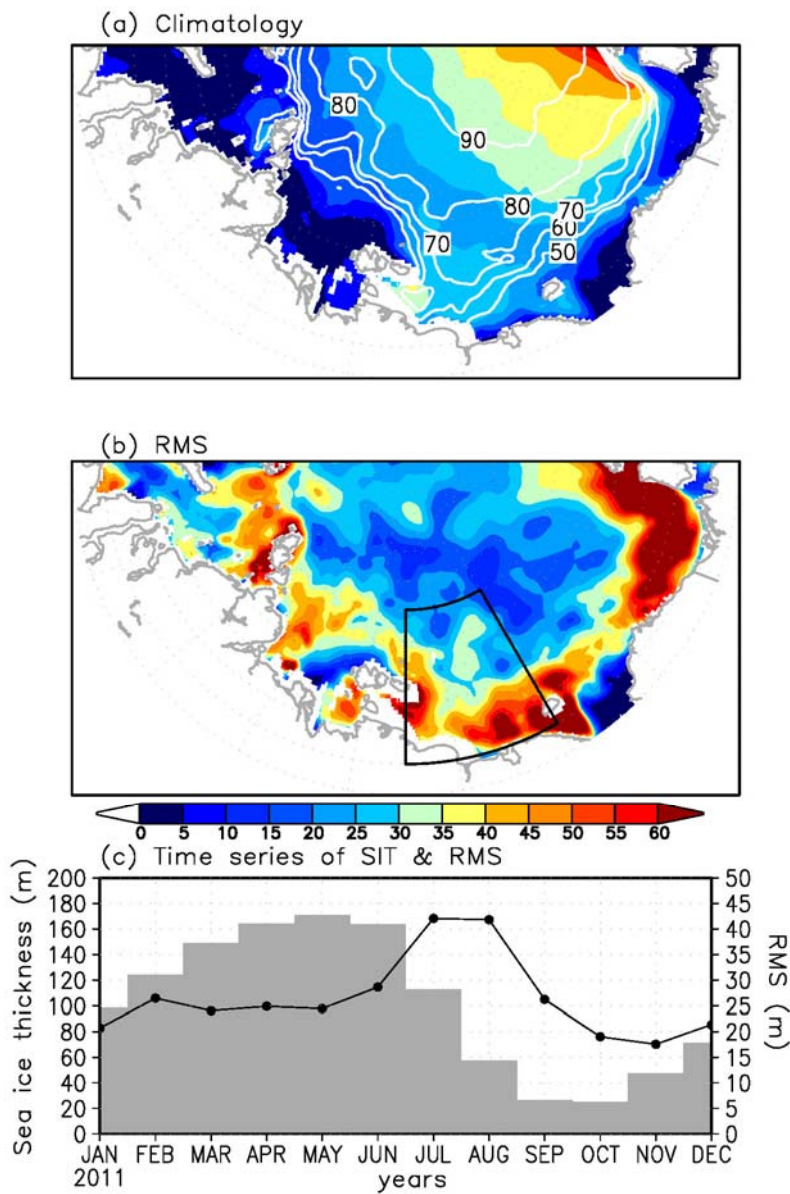 (a) Climatology
80
90
80
70
60
70
50
(b) RMS
0 5 10 15 20 25 30 35 40 45 50 55 60
(c) Time series of SIT & RMS
200 50
180 45
160 40
140 35
120 30
100 25
80 20
60 15
40 10
20 5
0 0
Sea ice thickness (m)
RMS (m)
JAN FEB MAR APR MAY JUN JUL AUG SEP OCT NOV DEC
2011
years